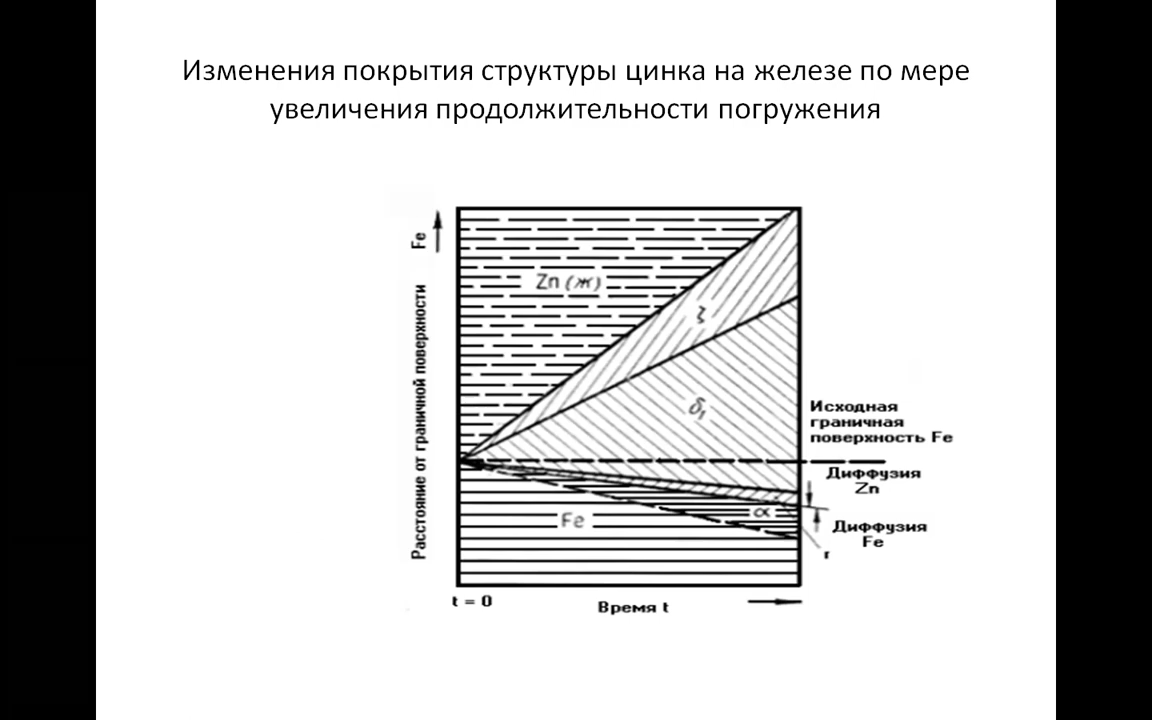 Изменения покрытия структуры цинка на железе по мере
увеличения продолжительности погружения
Fe
Расстояние от граничной поверхности
Zn (ж)
ζ
δ₁
Исходная
граничная
поверхность Fe
Диффузия
Zn
α
Fe
Диффузия
Fe
г
t = 0
Время t